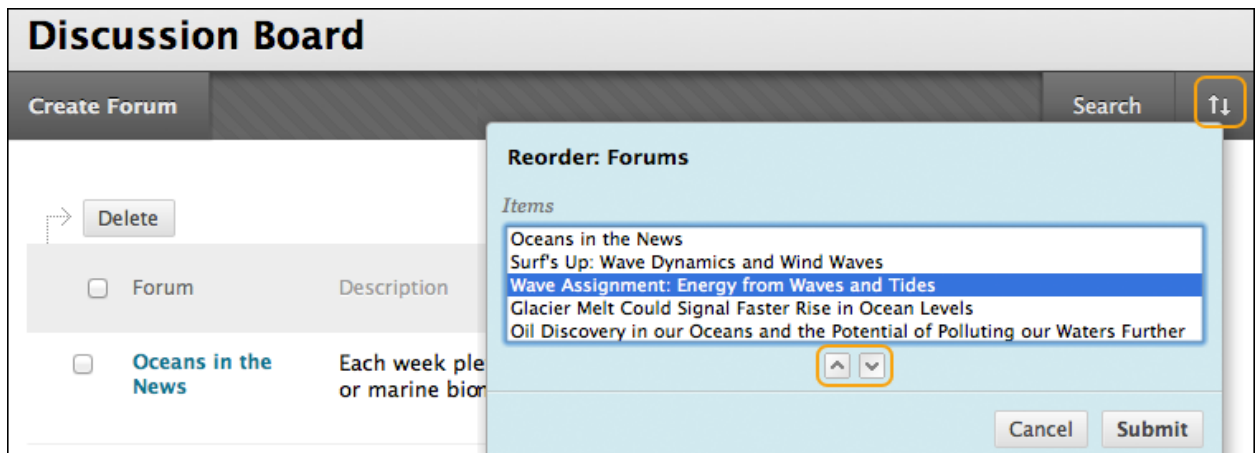 Discussion Board
Create Forum
Search
Reorder: Forums
Items
Oceans in the News
Surf's Up: Wave Dynamics and Wind Waves
Wave Assignment: Energy from Waves and Tides
Glacier Melt Could Signal Faster Rise in Ocean Levels
Oil Discovery in our Oceans and the Potential of Polluting our Waters Further
Cancel Submit
Delete
Forum Description
Oceans in the
News
Each week ple
or marine